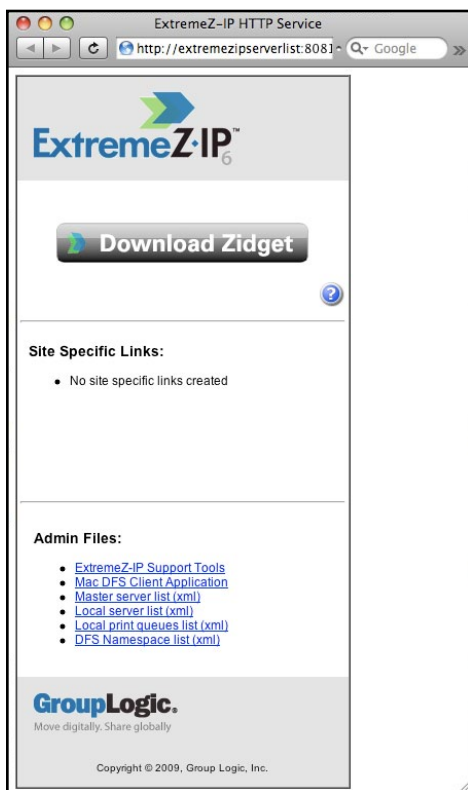 ExtremeZ-IP HTTP Service
http://extremezipserverlist:8081
Google
ExtremeZ·IP™
6
Download Zidget
?
Site Specific Links:
• No site specific links created
Admin Files:
• ExtremeZ-IP Support Tools
• Mac DFS Client Application
• Master server list (xml)
• Local server list (xml)
• Local print queues list (xml)
• DFS Namespace list (xml)
GroupLogic.
Move digitally. Share globally
Copyright © 2009, Group Logic, Inc.